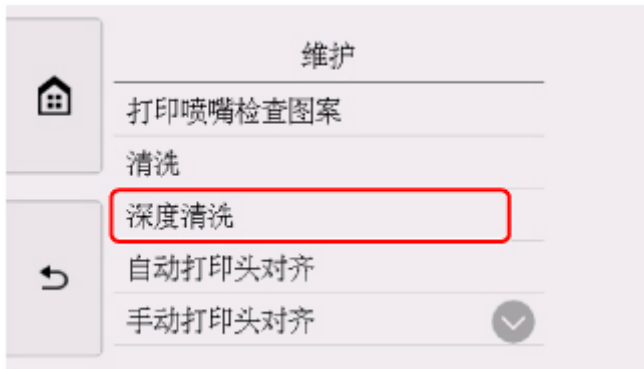 维护
打印喷嘴检查图案
清洗
深度清洗
自动打印头对齐
手动打印头对齐